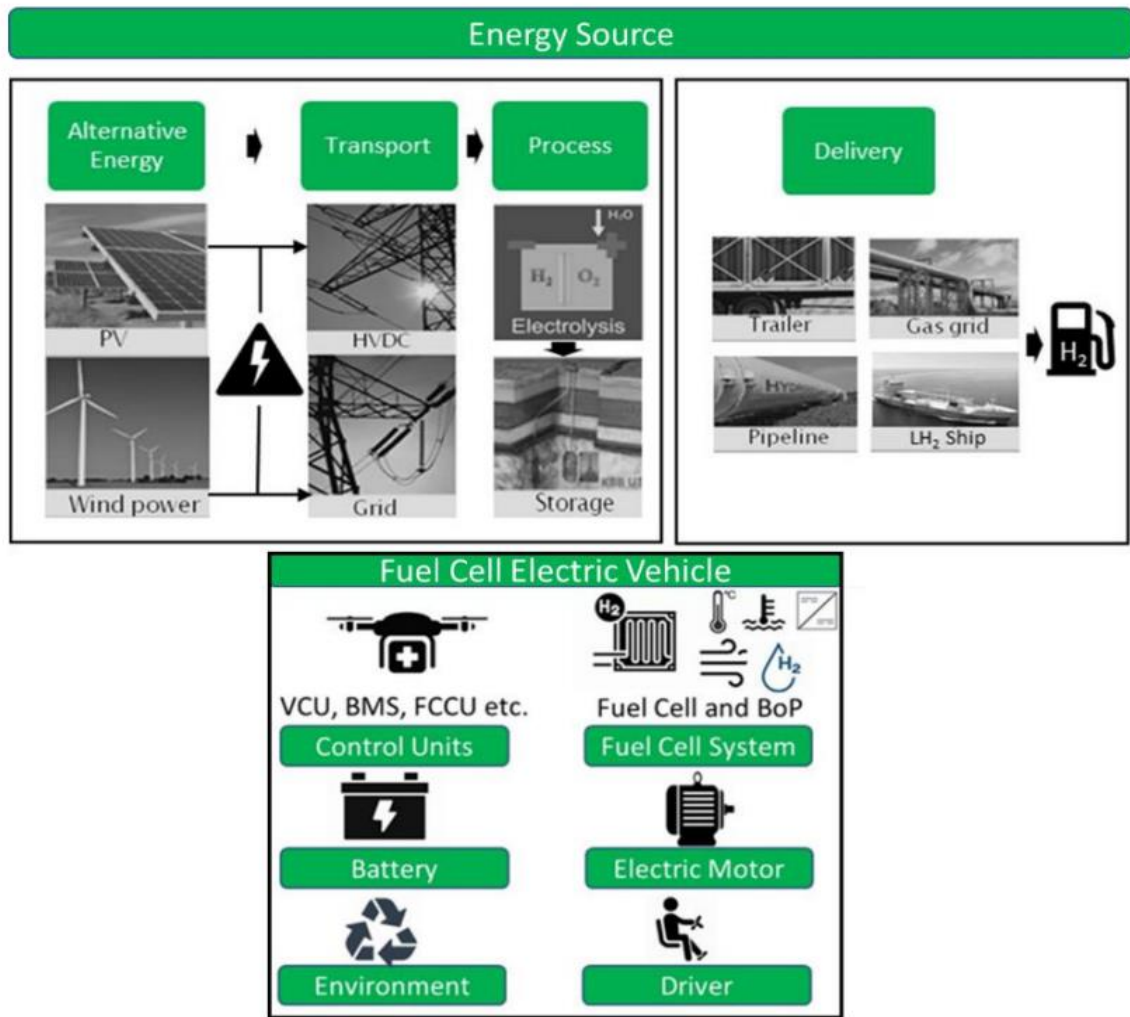 Energy Source
Alternative
Energy
Transport
Process
Delivery
H₂O
H₂
O₂
Electrolysis
PV
HVDC
Trailer
Gas grid
H₂
Pipeline
LH₂ Ship
Wind power
Grid
Storage
Fuel Cell Electric Vehicle
H₂
°C
H₂
VCU, BMS, FCCU etc.
Fuel Cell and BoP
Control Units
Fuel Cell System
Battery
Electric Motor
Environment
Driver